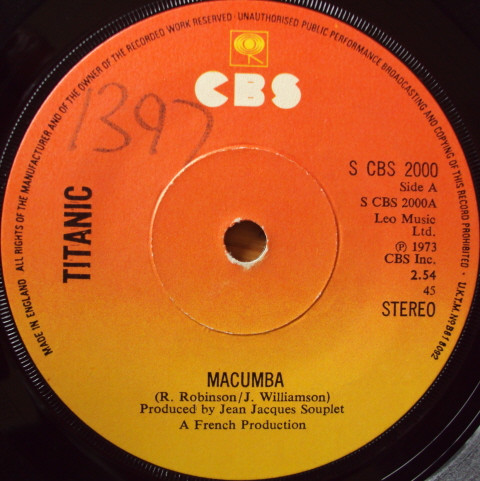 ALL RIGHTS OF THE MANUFACTURER AND OF THE OWNER OF THE RECORDED WORK RESERVED · UNAUTHORISED PUBLIC PERFORMANCE BROADCASTING AND COPYING OF THIS RECORD PROHIBITED · U.K.T.M. Nº B618092
MADE IN ENGLAND
CBS
1397
TITANIC
S CBS 2000
Side A
S CBS 2000A
Leo Music
Ltd.
℗ 1973
CBS Inc.
2.54
45
STEREO
MACUMBA
(R. Robinson/J. Williamson)
Produced by Jean Jacques Souplet
A French Production